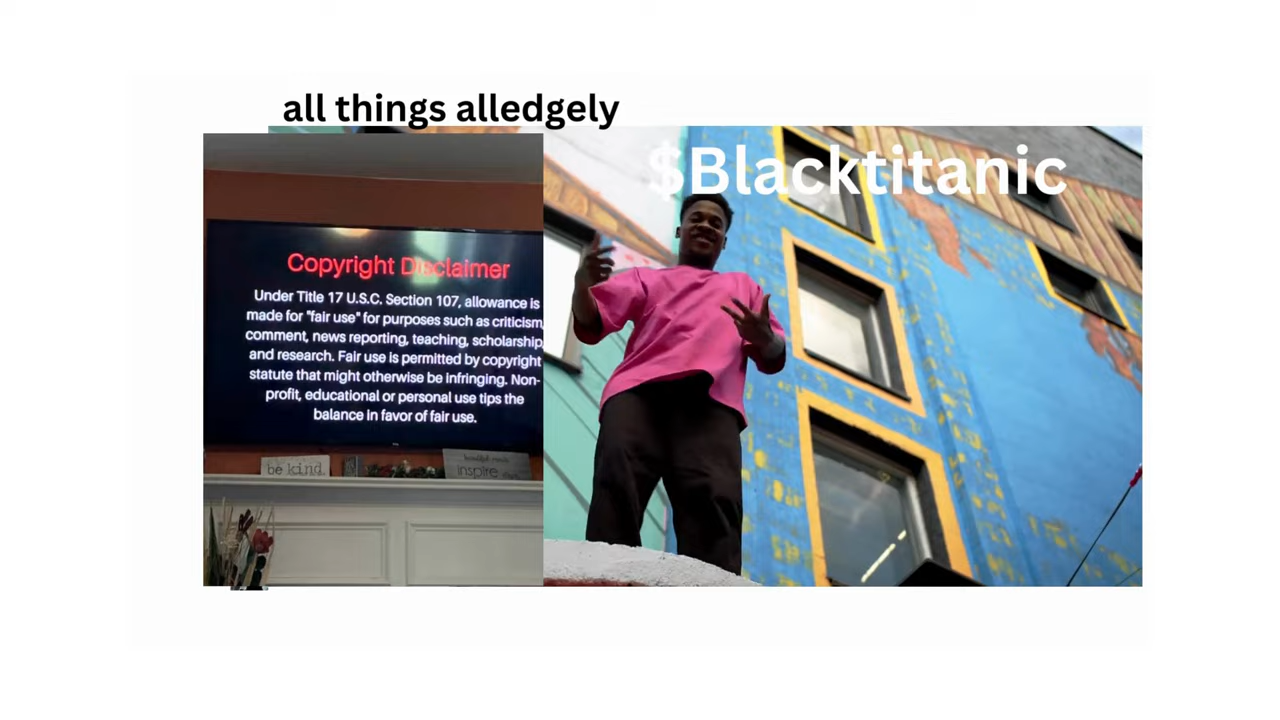 all things alledgely
$Blacktitanic
Copyright Disclaimer
Under Title 17 U.S.C. Section 107, allowance is
made for "fair use" for purposes such as criticism,
comment, news reporting, teaching, scholarship,
and research. Fair use is permitted by copyright
statute that might otherwise be infringing. Non-
profit, educational or personal use tips the
balance in favor of fair use.
be kind
inspire